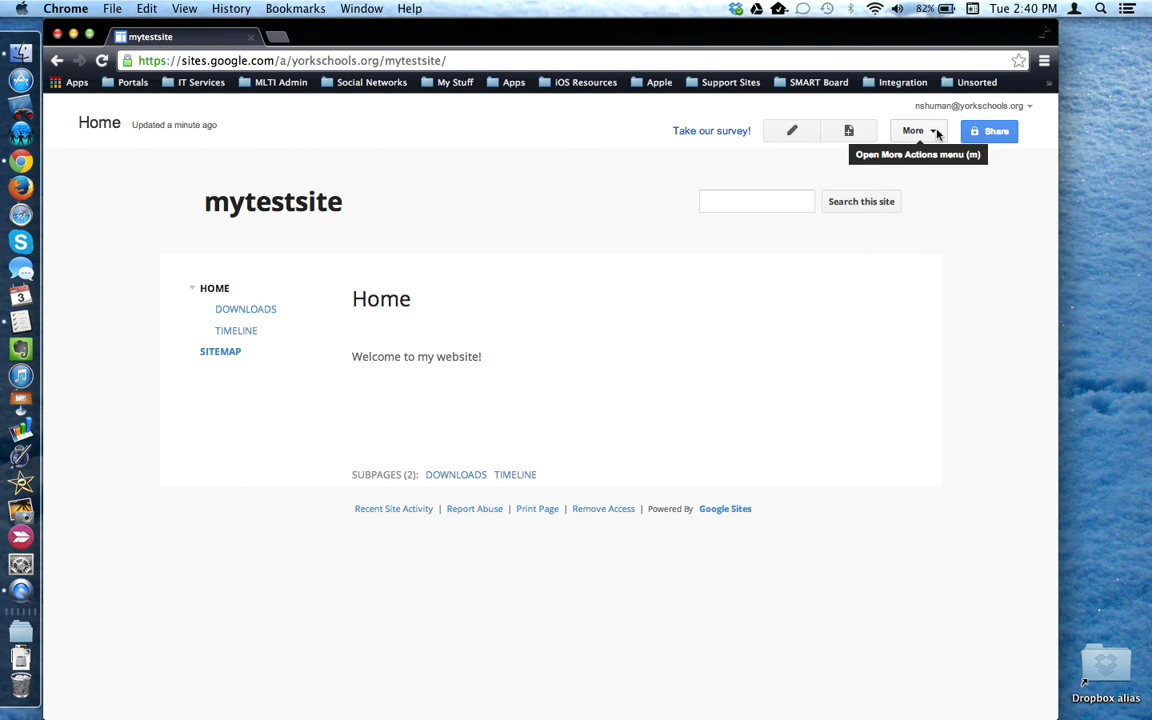 Chrome File Edit View History Bookmarks Window Help 82% Tue 2:40 PM
mytestsite
https://sites.google.com/a/yorkschools.org/mytestsite/
Apps Portals IT Services MLTI Admin Social Networks My Stuff Apps iOS Resources Apple Support Sites SMART Board Integration Unsorted »
nshuman@yorkschools.org
Home Updated a minute ago Take our survey! More Share
Open More Actions menu (m)
mytestsite Search this site
HOME
Home
DOWNLOADS
TIMELINE
SITEMAP
Welcome to my website!
SUBPAGES (2): DOWNLOADS TIMELINE
Recent Site Activity | Report Abuse | Print Page | Remove Access | Powered By Google Sites
3
Dropbox alias